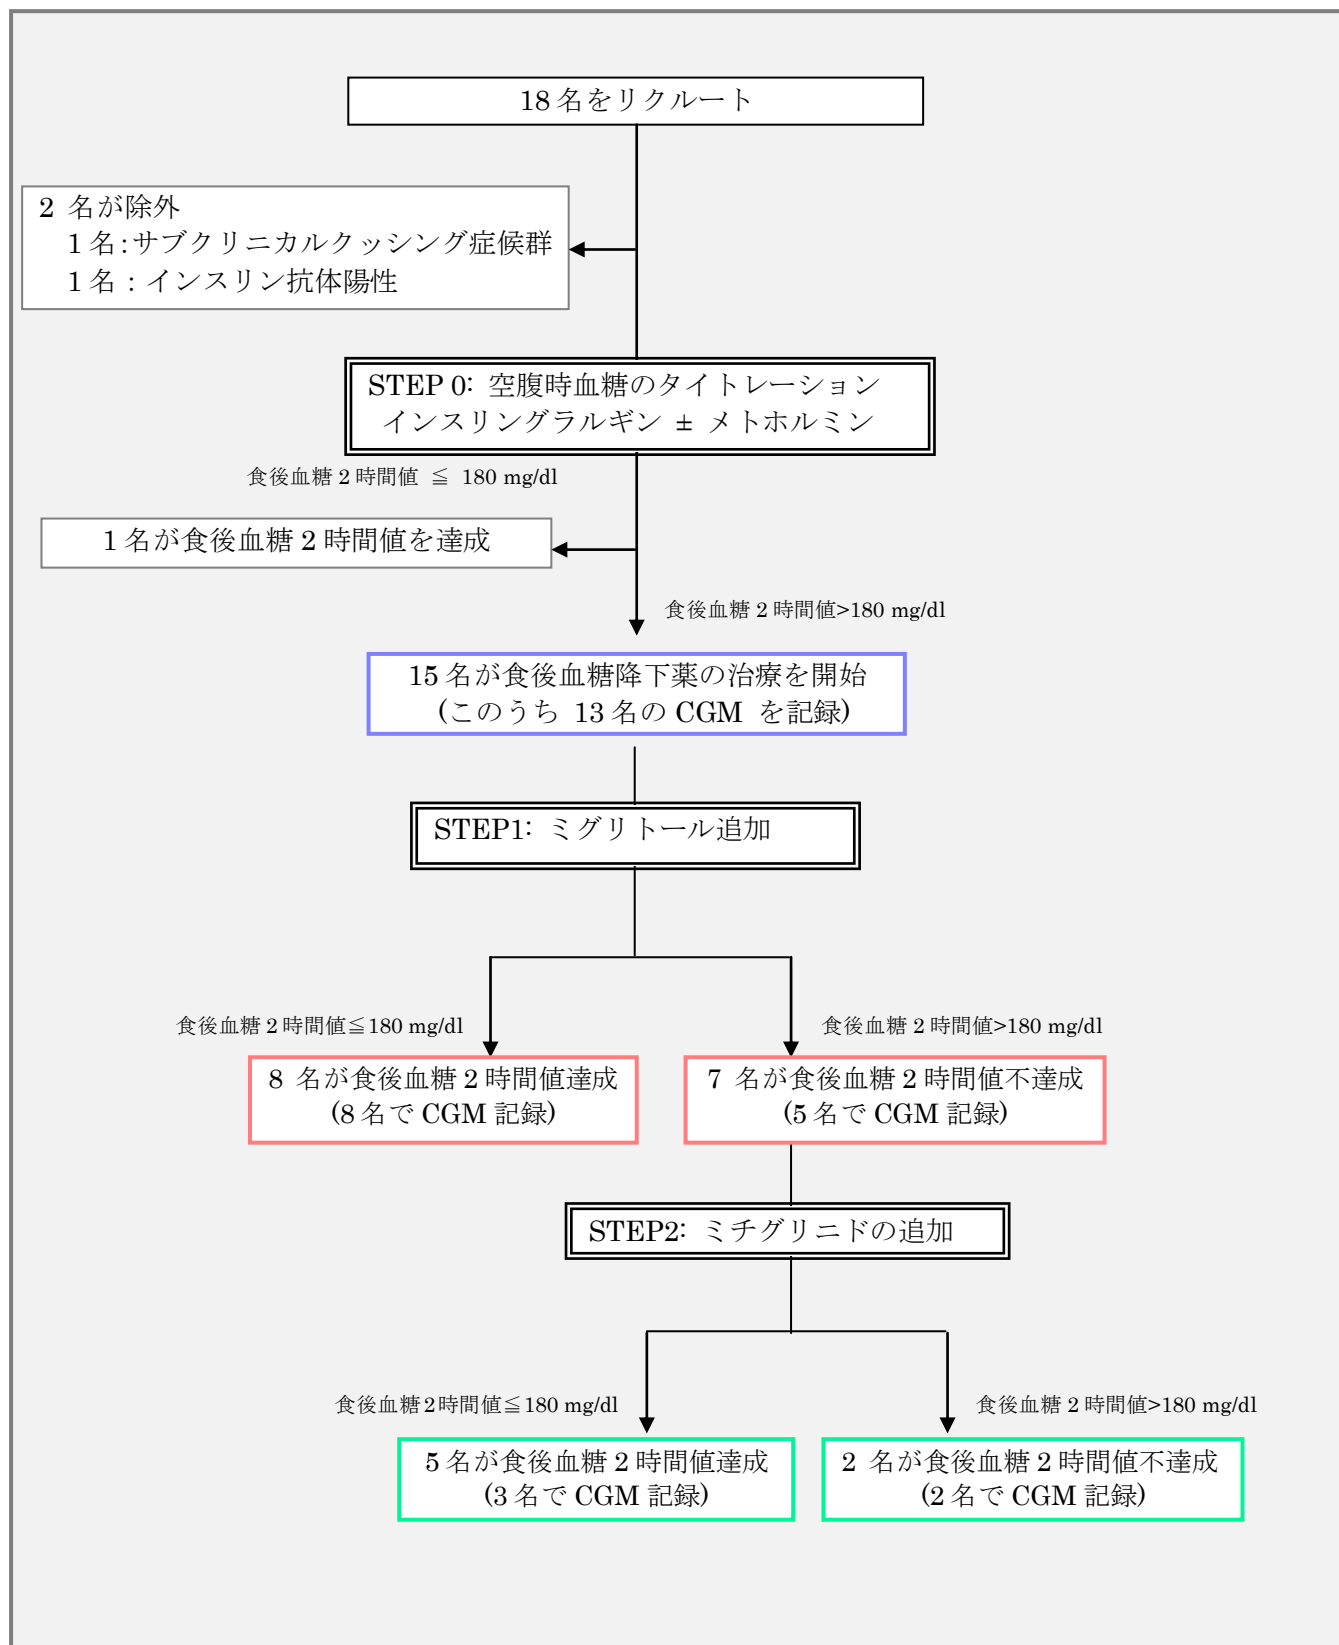 18名をリクルート
2 名が除外
1名:サブクリニカルクッシング症候群
1名：インスリン抗体陽性
STEP 0: 空腹時血糖のタイトレーション
インスリングラルギン ± メトホルミン
食後血糖 2 時間値 ≦ 180 mg/dl
1名が食後血糖 2 時間値を達成
食後血糖 2 時間値>180 mg/dl
15名が食後血糖降下薬の治療を開始
(このうち 13名の CGM を記録)
STEP1: ミグリトール追加
食後血糖 2 時間値≦180 mg/dl
食後血糖 2 時間値>180 mg/dl
8 名が食後血糖 2 時間値達成
(8名で CGM 記録)
7 名が食後血糖 2 時間値不達成
(5名で CGM 記録)
STEP2: ミチグリニドの追加
食後血糖 2 時間値≦180 mg/dl
食後血糖 2 時間値>180 mg/dl
5名が食後血糖 2 時間値達成
(3名で CGM 記録)
2 名が食後血糖 2 時間値不達成
(2名で CGM 記録)